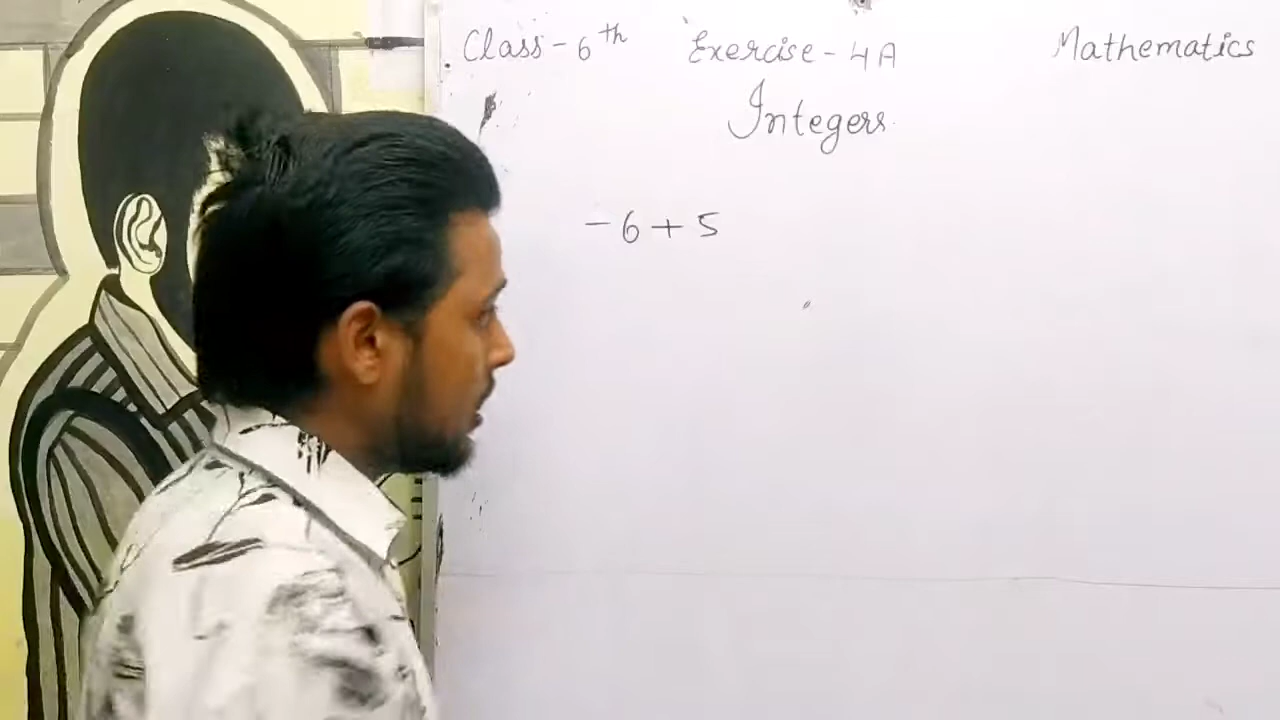 Class - 6th Exercise - 4A Mathematics
Integers
- 6 + 5